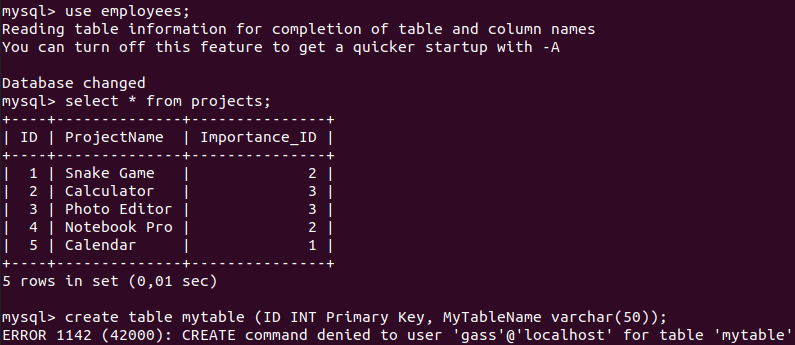 mysql> use employees;
Reading table information for completion of table and column names
You can turn off this feature to get a quicker startup with -A
Database changed
mysql> select * from projects;
+----+--------------+---------------+
| ID | ProjectName  | Importance_ID |
+----+--------------+---------------+
|  1 | Snake Game   |             2 |
|  2 | Calculator   |             3 |
|  3 | Photo Editor |             3 |
|  4 | Notebook Pro |             2 |
|  5 | Calendar     |             1 |
+----+--------------+---------------+
5 rows in set (0,01 sec)
mysql> create table mytable (ID INT Primary Key, MyTableName varchar(50));
ERROR 1142 (42000): CREATE command denied to user 'gass'@'localhost' for table 'mytable'